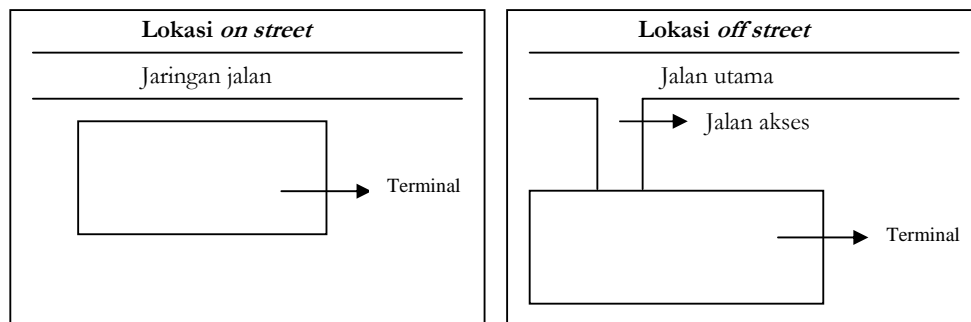 Lokasi on street
Jaringan jalan
Terminal
Lokasi off street
Jalan utama
Jalan akses
Terminal